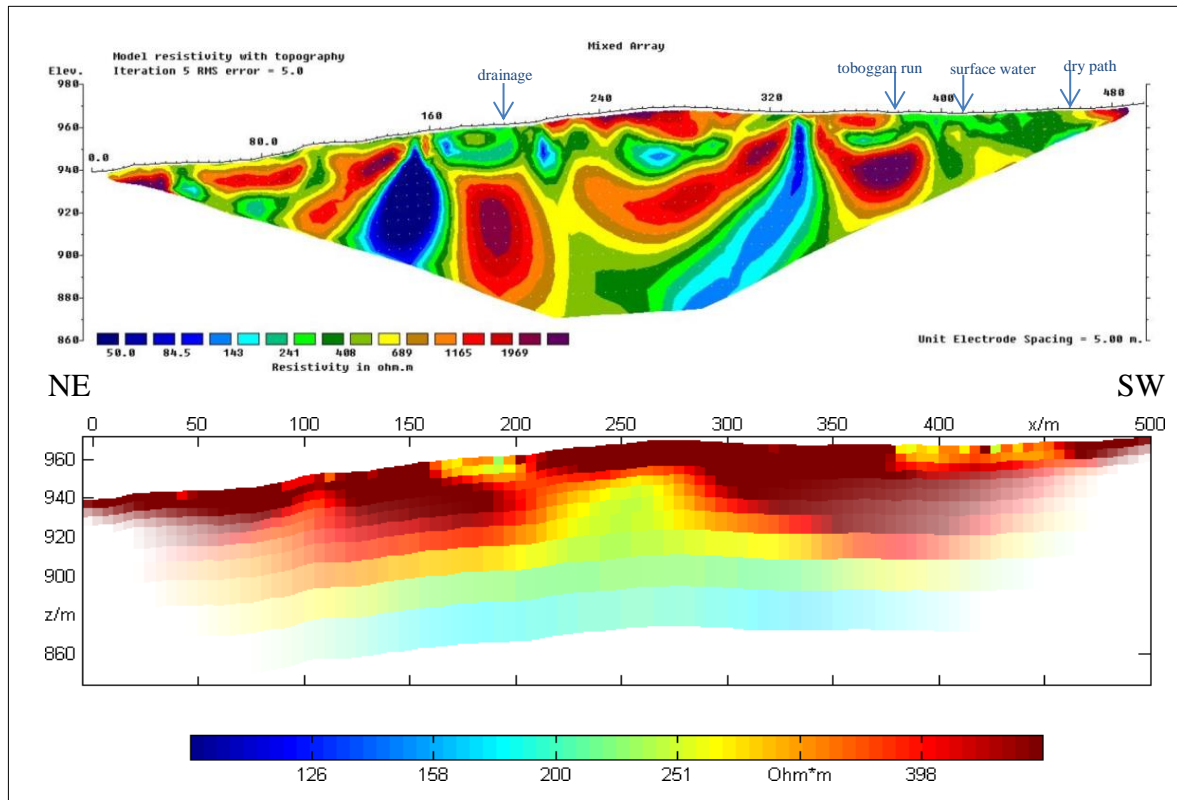 Model resistivity with topography
Mixed Array
Elev. Iteration 5 RMS error = 5.0
drainage
toboggan run surface water dry path
980
960
940
920
900
880
860
0.0 80.0 160 240 320 400 480
50.0 84.5 143 241 408 689 1165 1969
Resistivity in ohm.m
Unit Electrode Spacing = 5.00 m.
NE SW
0 50 100 150 200 250 300 350 400 x/m 500
960
940
920
900
z/m
860
126 158 200 251 Ohm*m 398